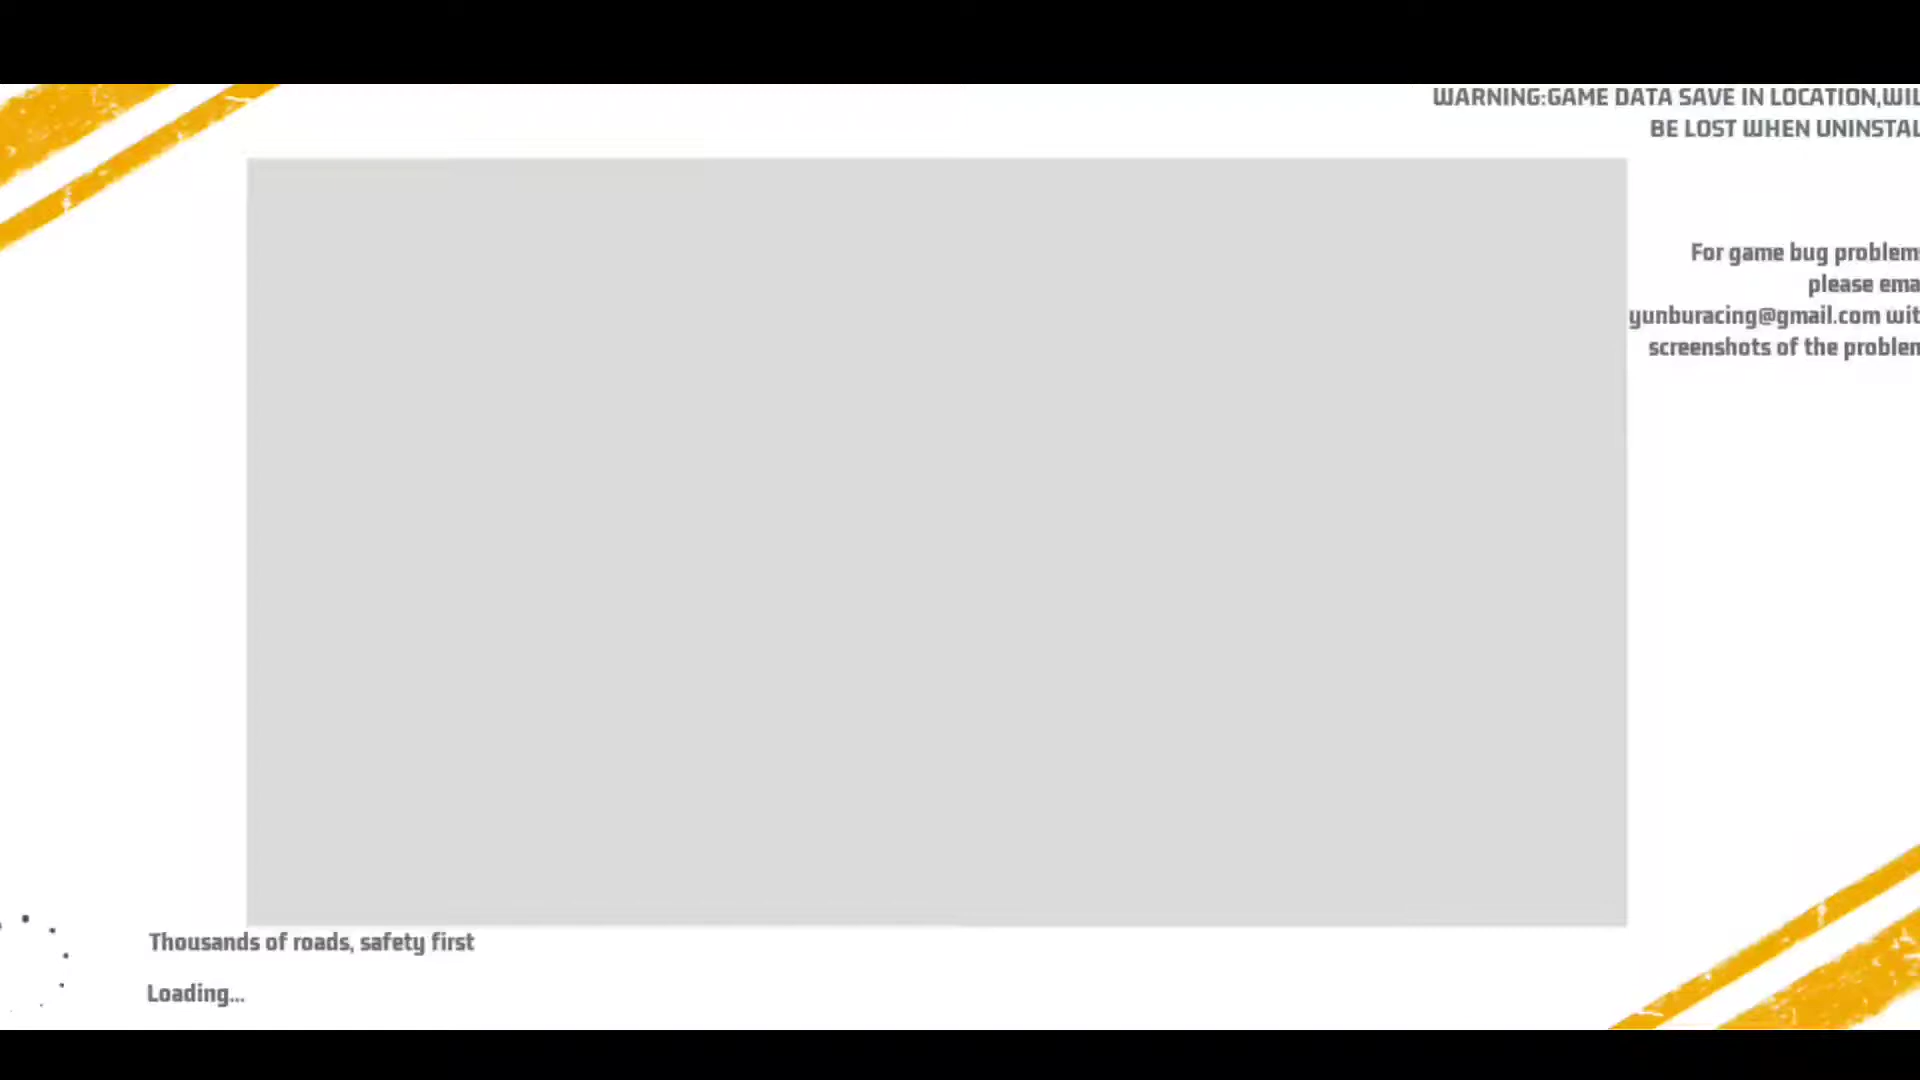 WARNING:GAME DATA SAVE IN LOCATION,WIL
BE LOST WHEN UNINSTAL
For game bug problem
please ema
yunburacing@gmail.com wit
screenshots of the problem
Thousands of roads, safety first
Loading...